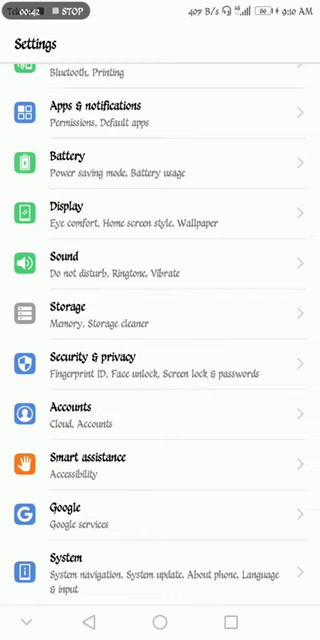 00:42 STOP 407 B/s 86 9:10 AM
Settings
Bluetooth, Printing
Apps & notifications
Permissions, Default apps
Battery
Power saving mode, Battery usage
Display
Eye comfort, Home screen style, Wallpaper
Sound
Do not disturb, Ringtone, Vibrate
Storage
Memory, Storage cleaner
Security & privacy
Fingerprint ID, Face unlock, Screen lock & passwords
Accounts
Cloud, Accounts
Smart assistance
Accessibility
Google
Google services
System
System navigation, System update, About phone, Language
& input